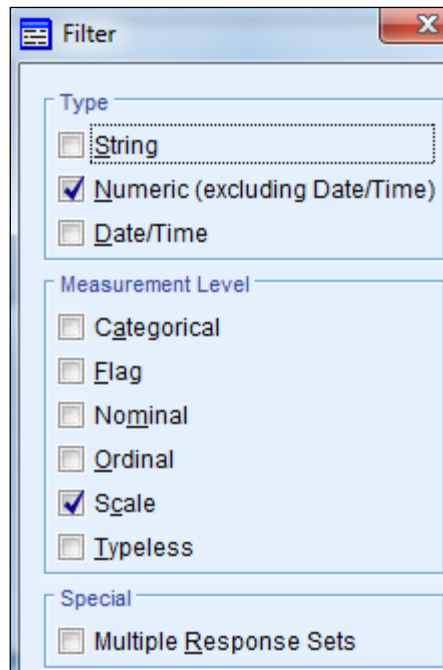 Filter
Type
String
Numeric (excluding Date/Time)
Date/Time
Measurement Level
Categorical
Flag
Nominal
Ordinal
Scale
Typeless
Special
Multiple Response Sets